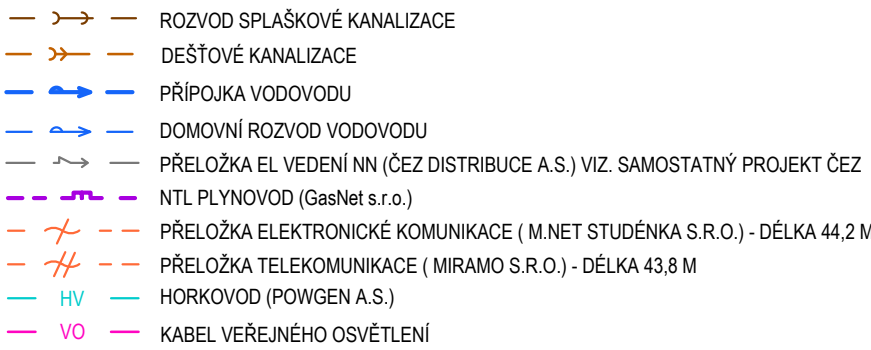 ROZVOD SPLAŠKOVÉ KANALIZACE
DEŠŤOVÉ KANALIZACE
PŘÍPOJKA VODOVODU
DOMOVNÍ ROZVOD VODOVODU
PŘELOŽKA EL VEDENÍ NN (ČEZ DISTRIBUCE A.S.) VIZ. SAMOSTATNÝ PROJEKT ČEZ
NTL PLYNOVOD (GasNet s.r.o.)
PŘELOŽKA ELEKTRONICKÉ KOMUNIKACE ( M.NET STUDÉNKA S.R.O.) - DÉLKA 44,2 M
PŘELOŽKA TELEKOMUNIKACE ( MIRAMO S.R.O.) - DÉLKA 43,8 M
HV HORKOVOD (POWGEN A.S.)
VO KABEL VEŘEJNÉHO OSVĚTLENÍ